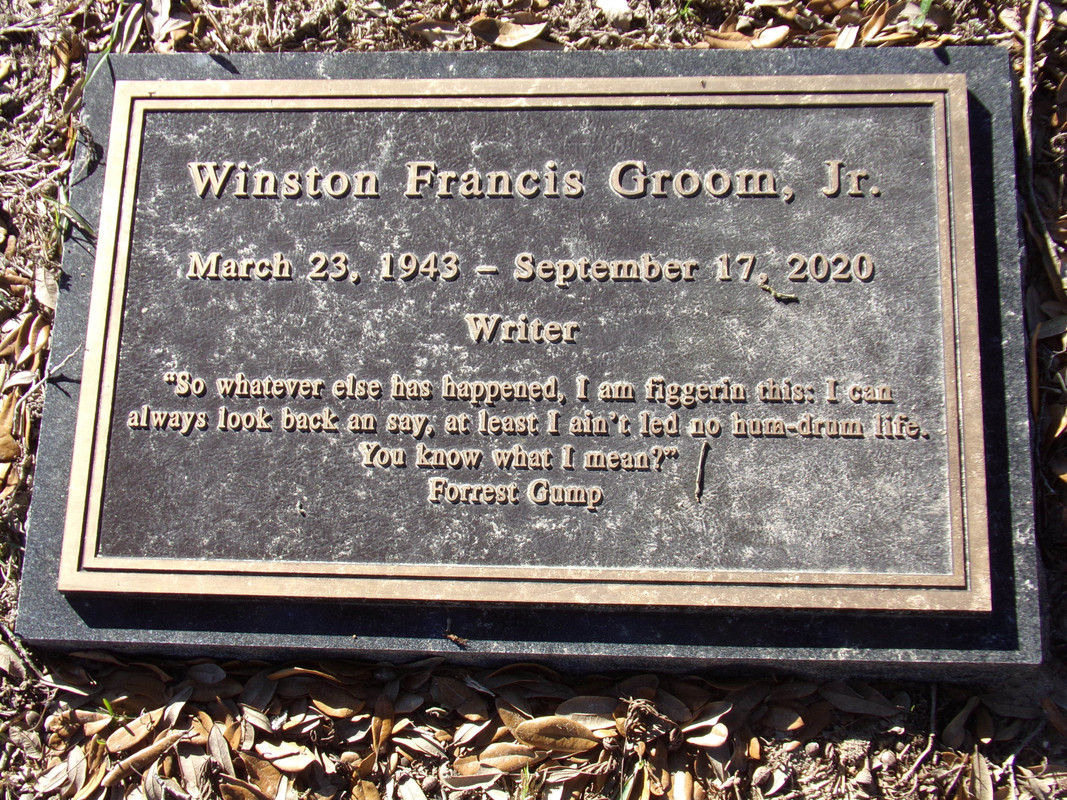 Winston Francis Groom, Jr.
March 23, 1943 – September 17, 2020
Writer
“So whatever else has happened, I am figgerin this: I can
always look back an say, at least I ain’t led no hum-drum life.
You know what I mean?”
Forrest Gump